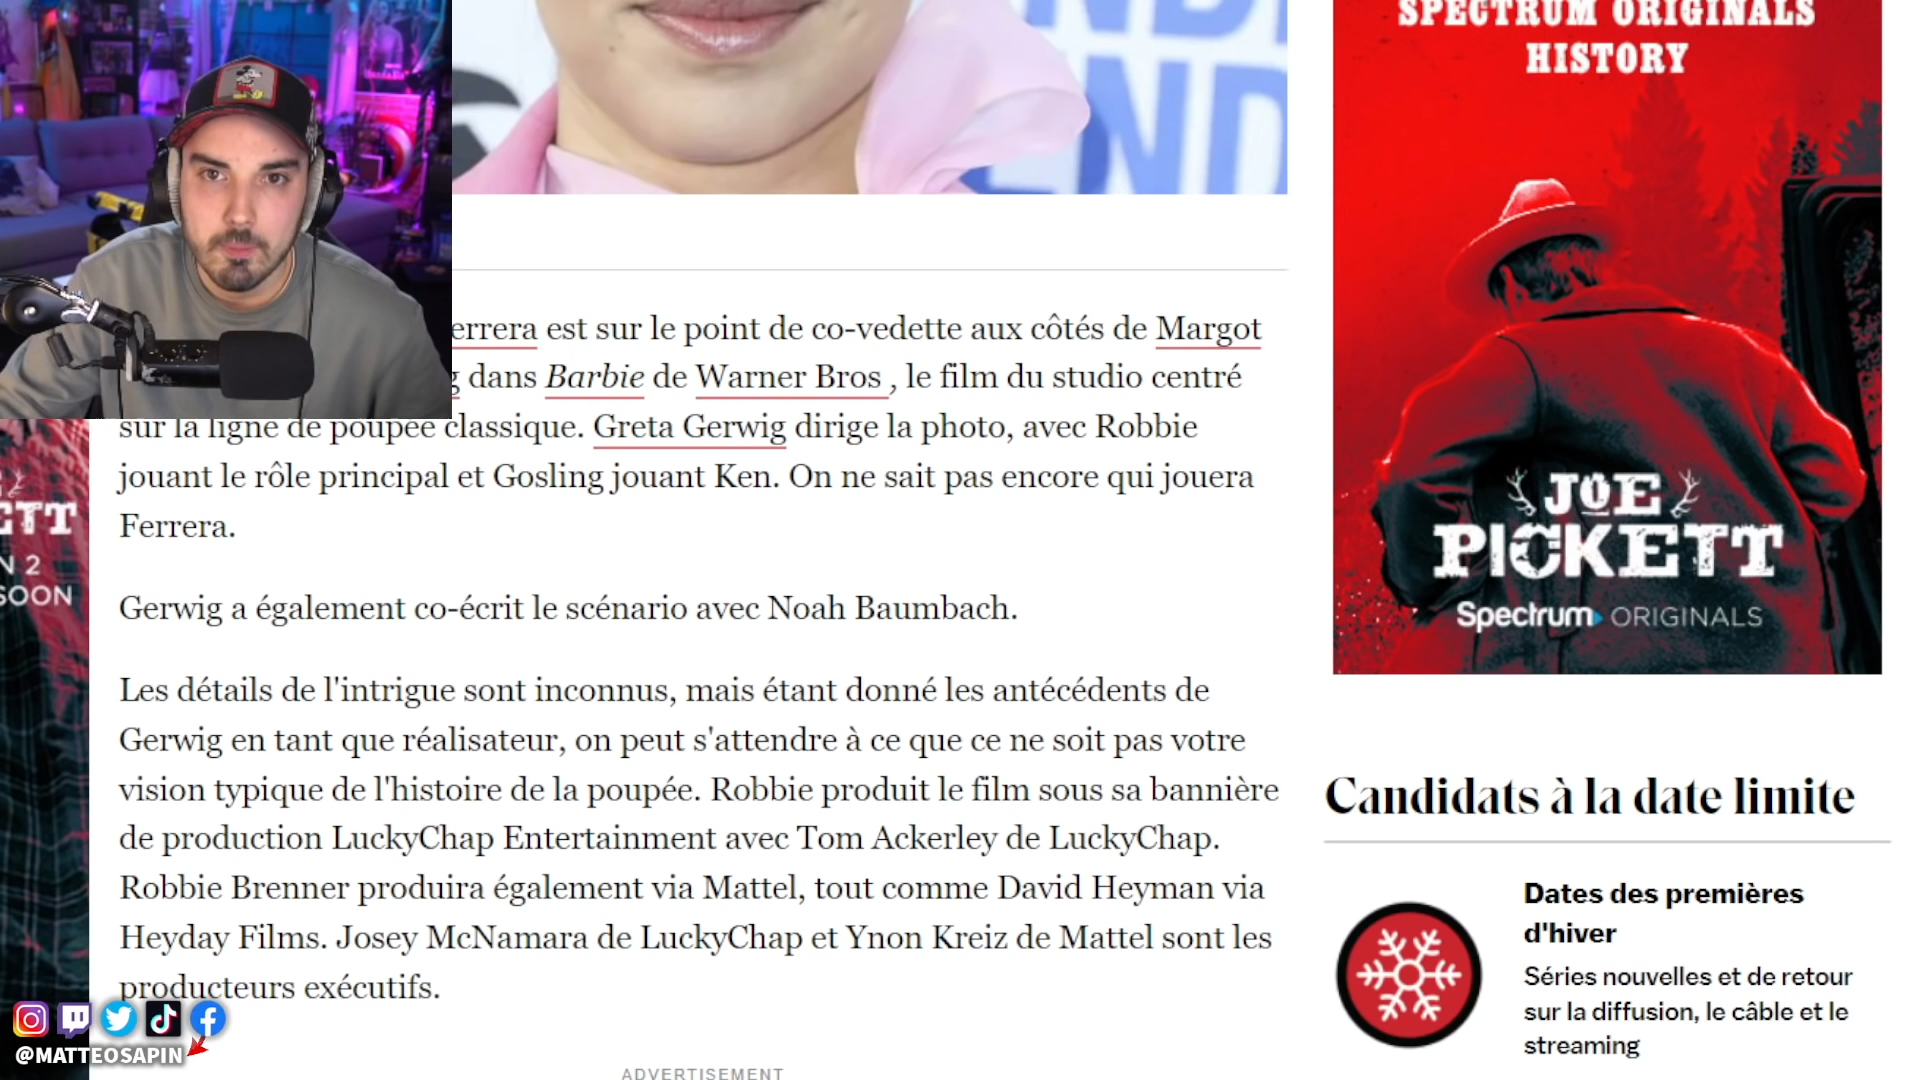 SPECTRUM ORIGINALS
HISTORY
errera est sur le point de co-vedette aux côtés de Margot
g dans Barbie de Warner Bros , le film du studio centré
sur la ligne de poupée classique. Greta Gerwig dirige la photo, avec Robbie
jouant le rôle principal et Gosling jouant Ken. On ne sait pas encore qui jouera
Ferrera.
Gerwig a également co-écrit le scénario avec Noah Baumbach.
Les détails de l'intrigue sont inconnus, mais étant donné les antécédents de
Gerwig en tant que réalisateur, on peut s'attendre à ce que ce ne soit pas votre
vision typique de l'histoire de la poupée. Robbie produit le film sous sa bannière
de production LuckyChap Entertainment avec Tom Ackerley de LuckyChap.
Robbie Brenner produira également via Mattel, tout comme David Heyman via
Heyday Films. Josey McNamara de LuckyChap et Ynon Kreiz de Mattel sont les
producteurs exécutifs.
ADVERTISEMENT
JOE
PICKETT
Spectrum ORIGINALS
Candidats à la date limite
Dates des premières
d'hiver
Séries nouvelles et de retour
sur la diffusion, le câble et le
streaming
ETT
N 2
SOON
@MATTEOSAPIN